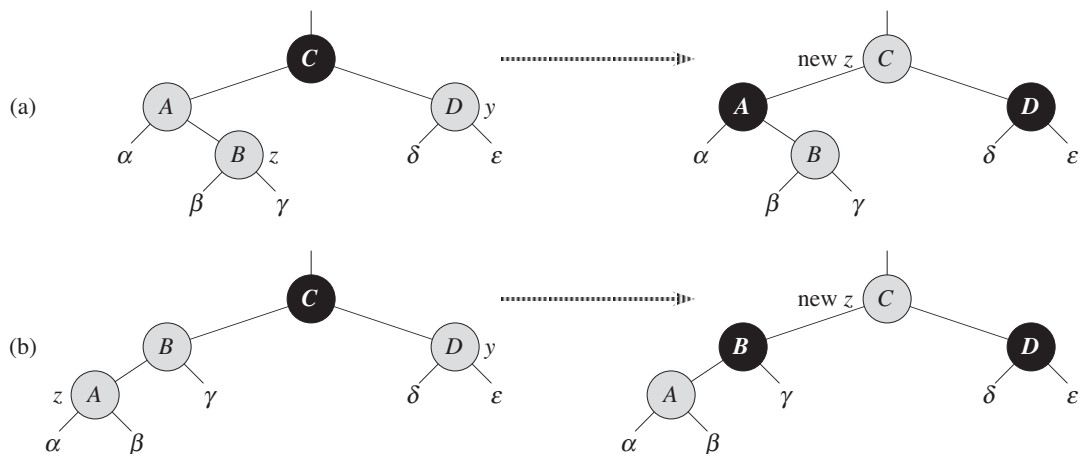 C
new z C
(a) A D y A D
α B z δ ε α B δ ε
β γ β γ
C
new z C
(b) B D y B D
z A γ δ ε A γ δ ε
α β α β